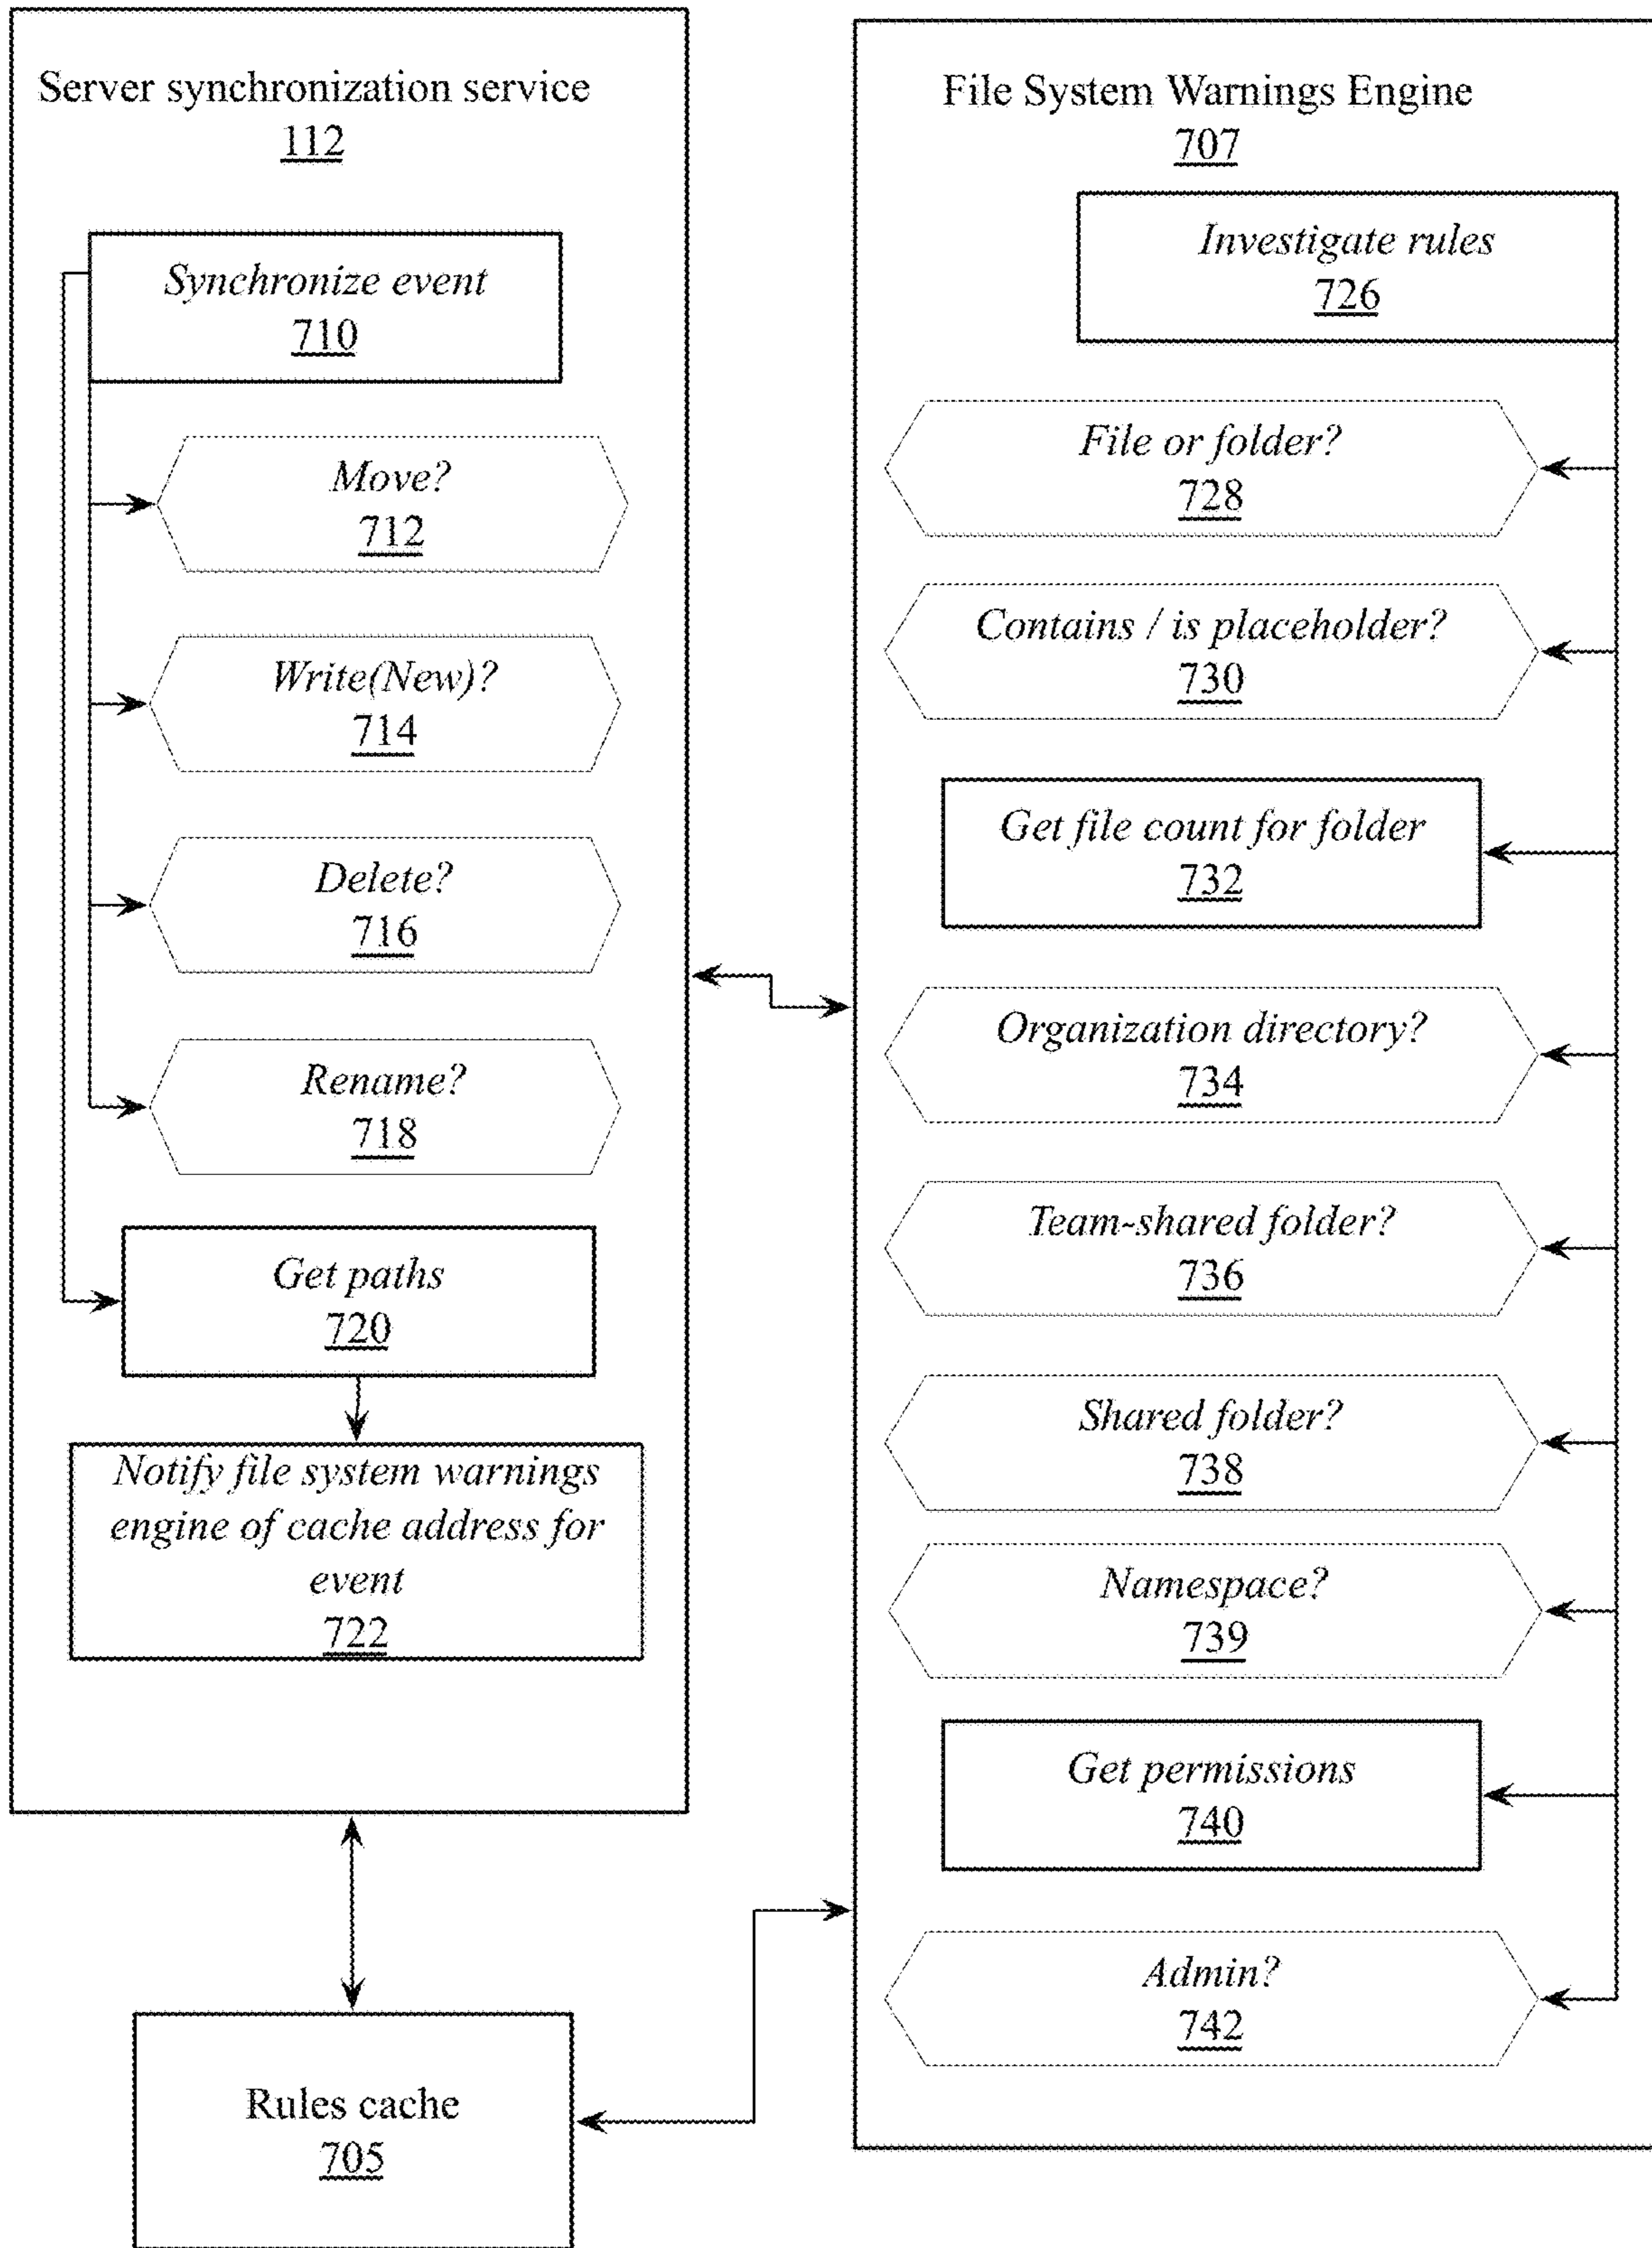 Server synchronization service
112
Synchronize event
710
Move?
712
Write(New)?
714
Delete?
716
Rename?
718
Get paths
720
Notify file system warnings
engine of cache address for
event
722
Rules cache
705
File System Warnings Engine
707
Investigate rules
726
File or folder?
728
Contains / is placeholder?
730
Get file count for folder
732
Organization directory?
734
Team-shared folder?
736
Shared folder?
738
Namespace?
739
Get permissions
740
Admin?
742